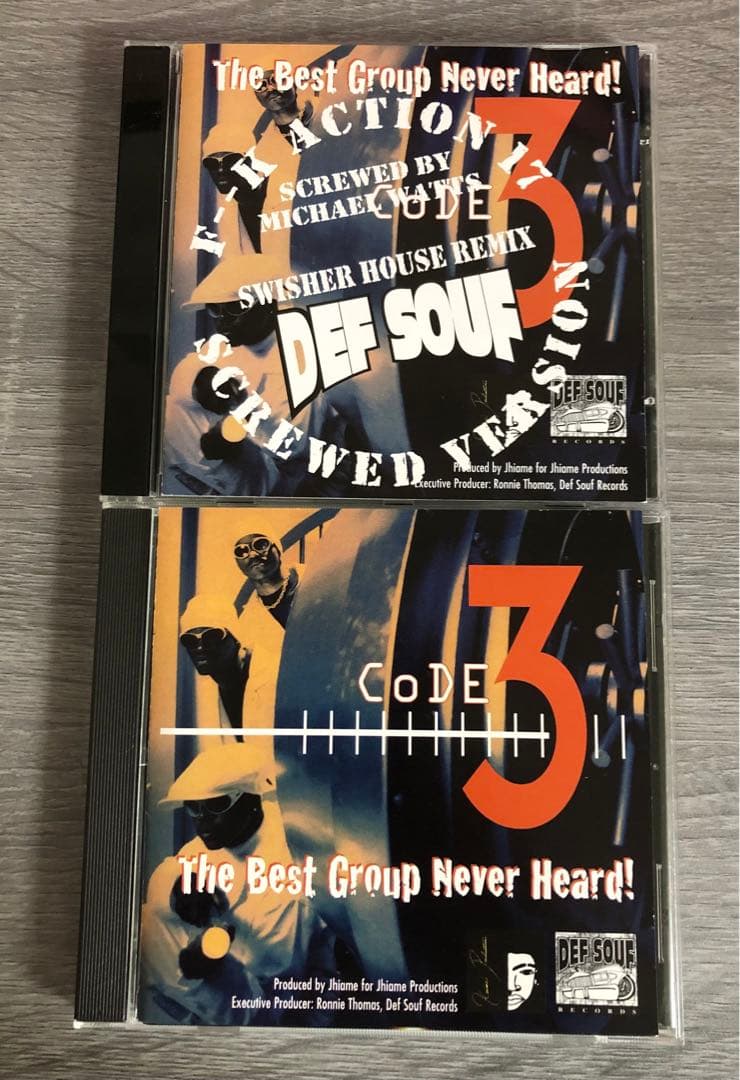 The Best Group Never Heard!
F--K ACTION 17
SCREWED BY
MICHAEL WATTS
CoDE
3
SWISHER HOUSE REMIX
DEF SOUF
SCREWED VERSION
DEF SOUF
RECORDS
Produced by Jhiame for Jhiame Productions
Executive Producer: Ronnie Thomas, Def Souf Records
CoDE
3
The Best Group Never Heard!
Produced by Jhiame for Jhiame Productions
Executive Producer: Ronnie Thomas, Def Souf Records
DEF SOUF
RECORDS